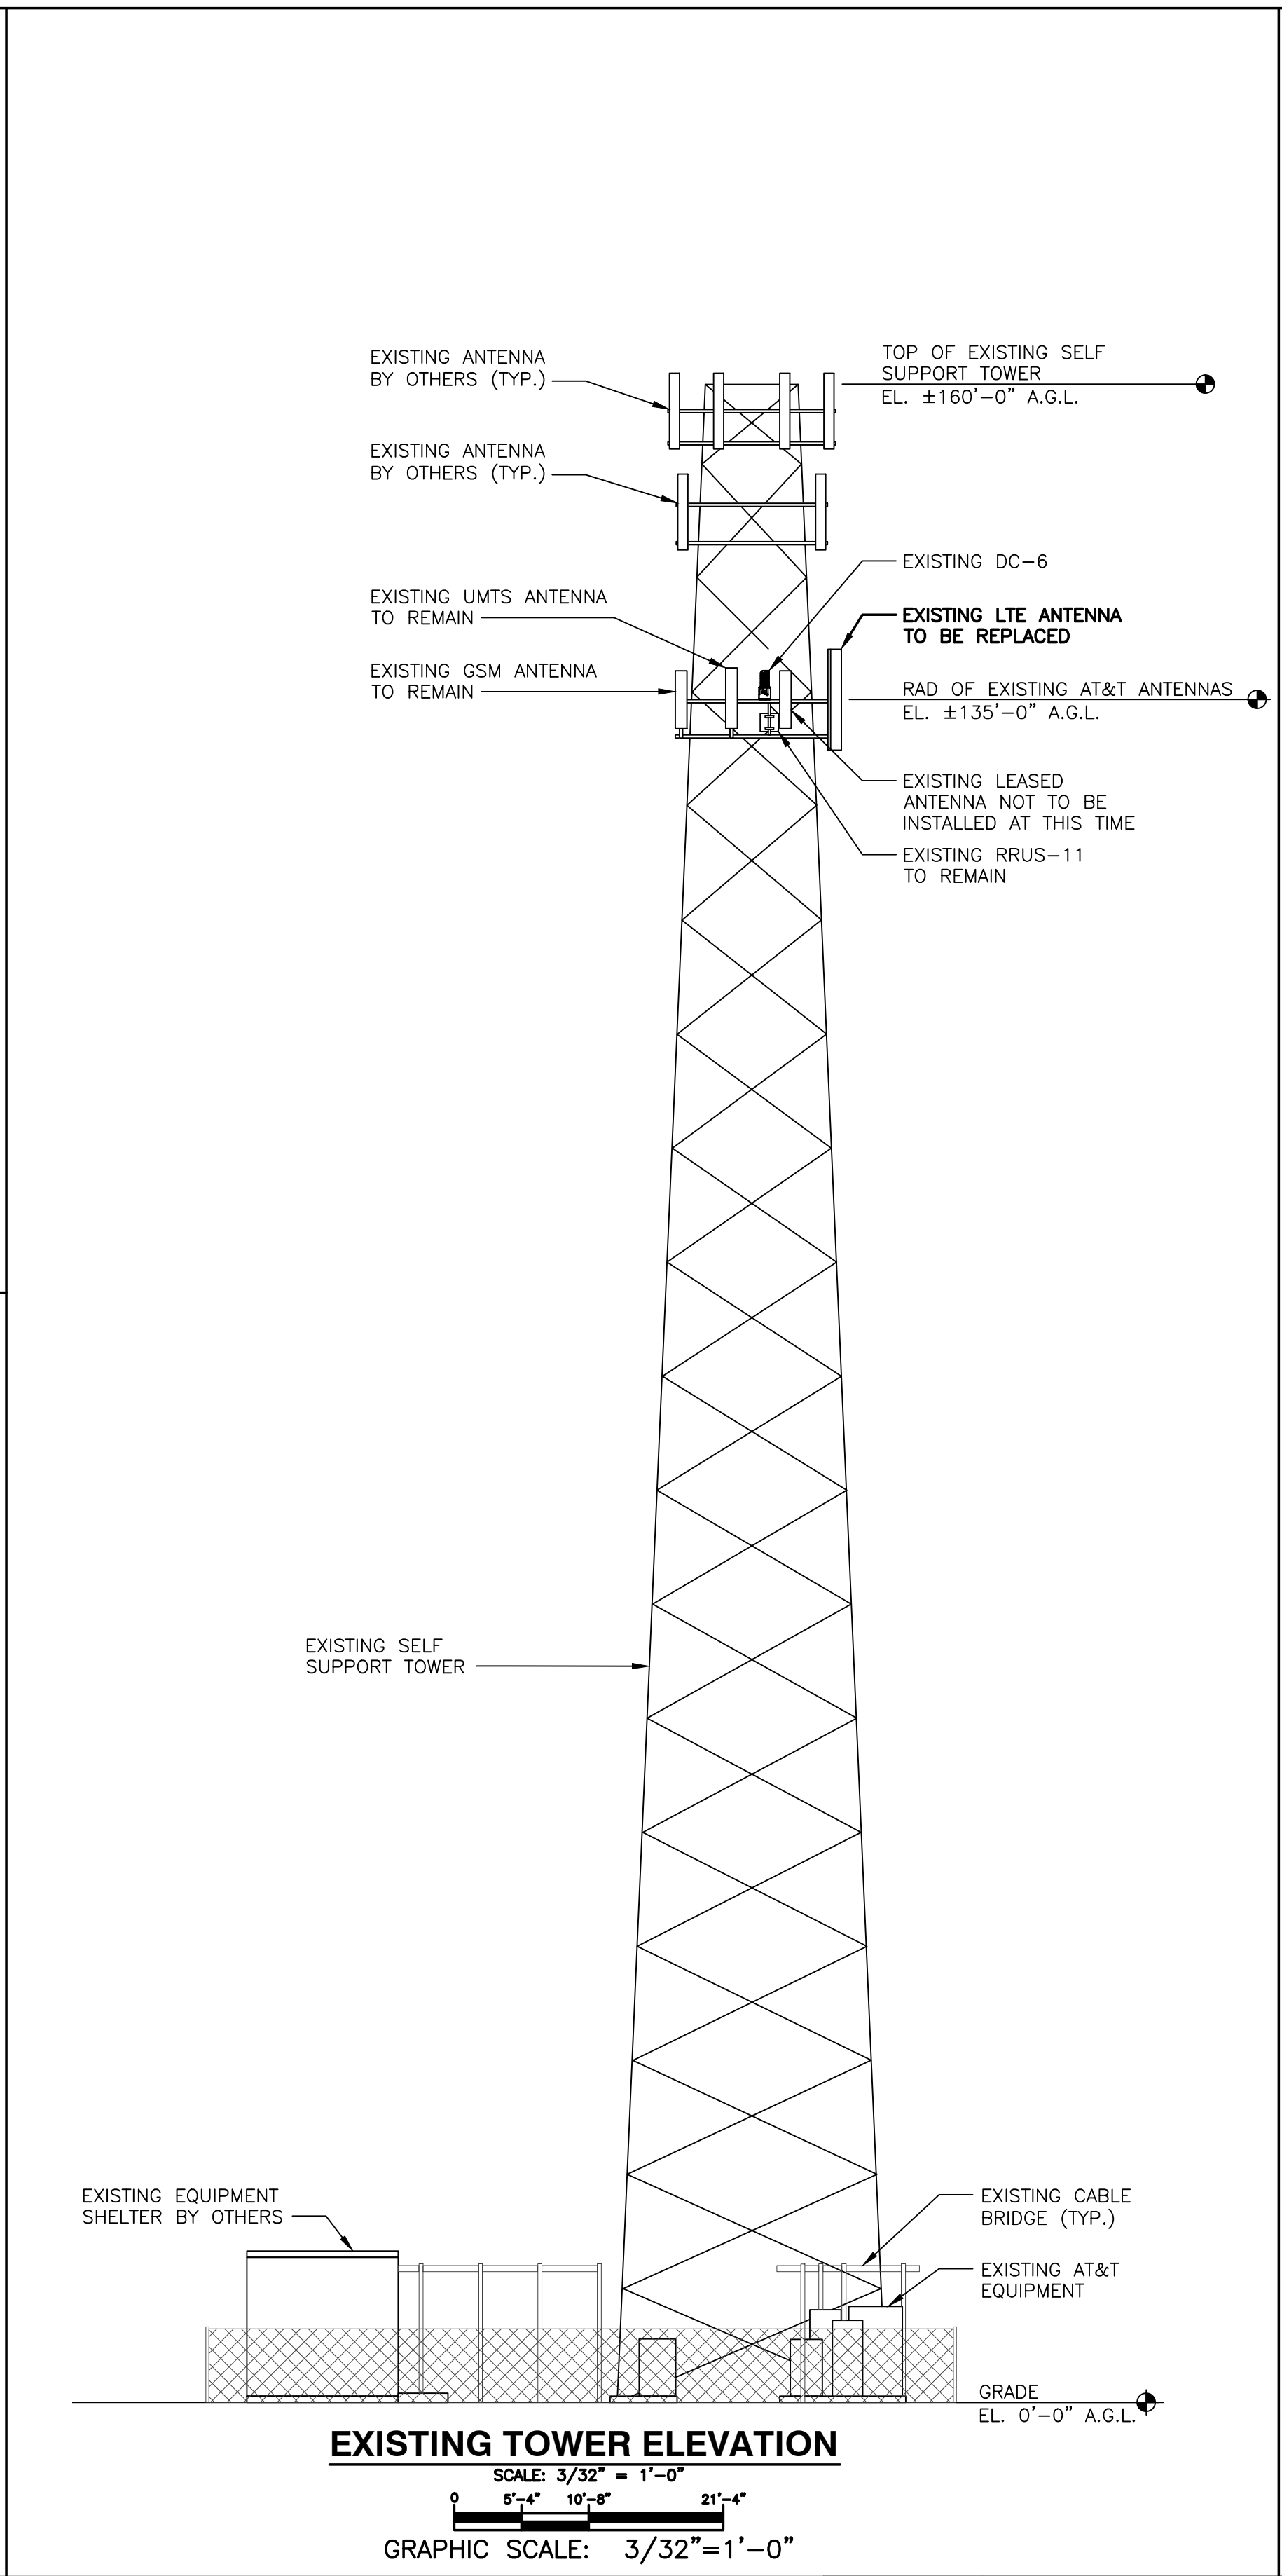 EXISTING ANTENNA
BY OTHERS (TYP.)
TOP OF EXISTING SELF
SUPPORT TOWER
EL. ±160'-0" A.G.L.
EXISTING ANTENNA
BY OTHERS (TYP.)
EXISTING DC-6
EXISTING UMTS ANTENNA
TO REMAIN
EXISTING LTE ANTENNA
TO BE REPLACED
EXISTING GSM ANTENNA
TO REMAIN
RAD OF EXISTING AT&T ANTENNAS
EL. ±135'-0" A.G.L.
EXISTING LEASED
ANTENNA NOT TO BE
INSTALLED AT THIS TIME
EXISTING RRUS-11
TO REMAIN
EXISTING SELF
SUPPORT TOWER
EXISTING EQUIPMENT
SHELTER BY OTHERS
EXISTING CABLE
BRIDGE (TYP.)
EXISTING AT&T
EQUIPMENT
GRADE
EL. 0'-0" A.G.L.
EXISTING TOWER ELEVATION
SCALE: 3/32" = 1'-0"
0 5'-4" 10'-8" 21'-4"
GRAPHIC SCALE: 3/32"=1'-0"